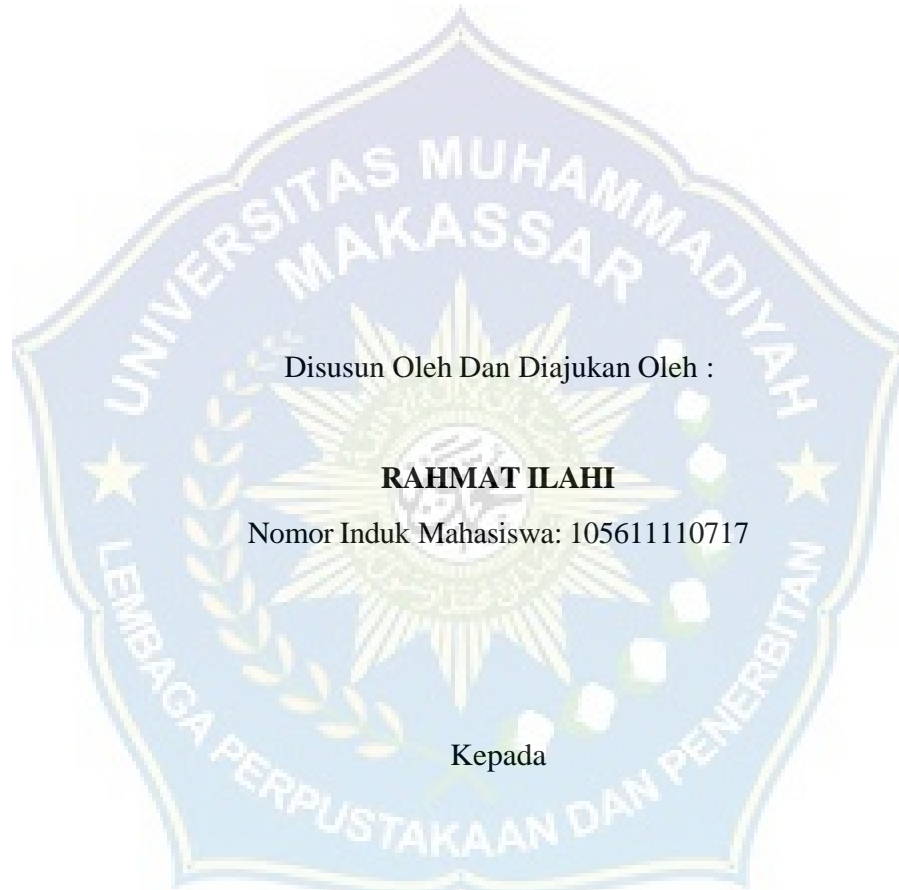 UNIVERSITAS MUHAMMADIYAH
MAKASSAR
Disusun Oleh Dan Diajukan Oleh :
RAHMAT ILAHI
Nomor Induk Mahasiswa: 105611110717
Kepada
LEMBAGA PERPUSTAKAAN DAN PENERBITAN